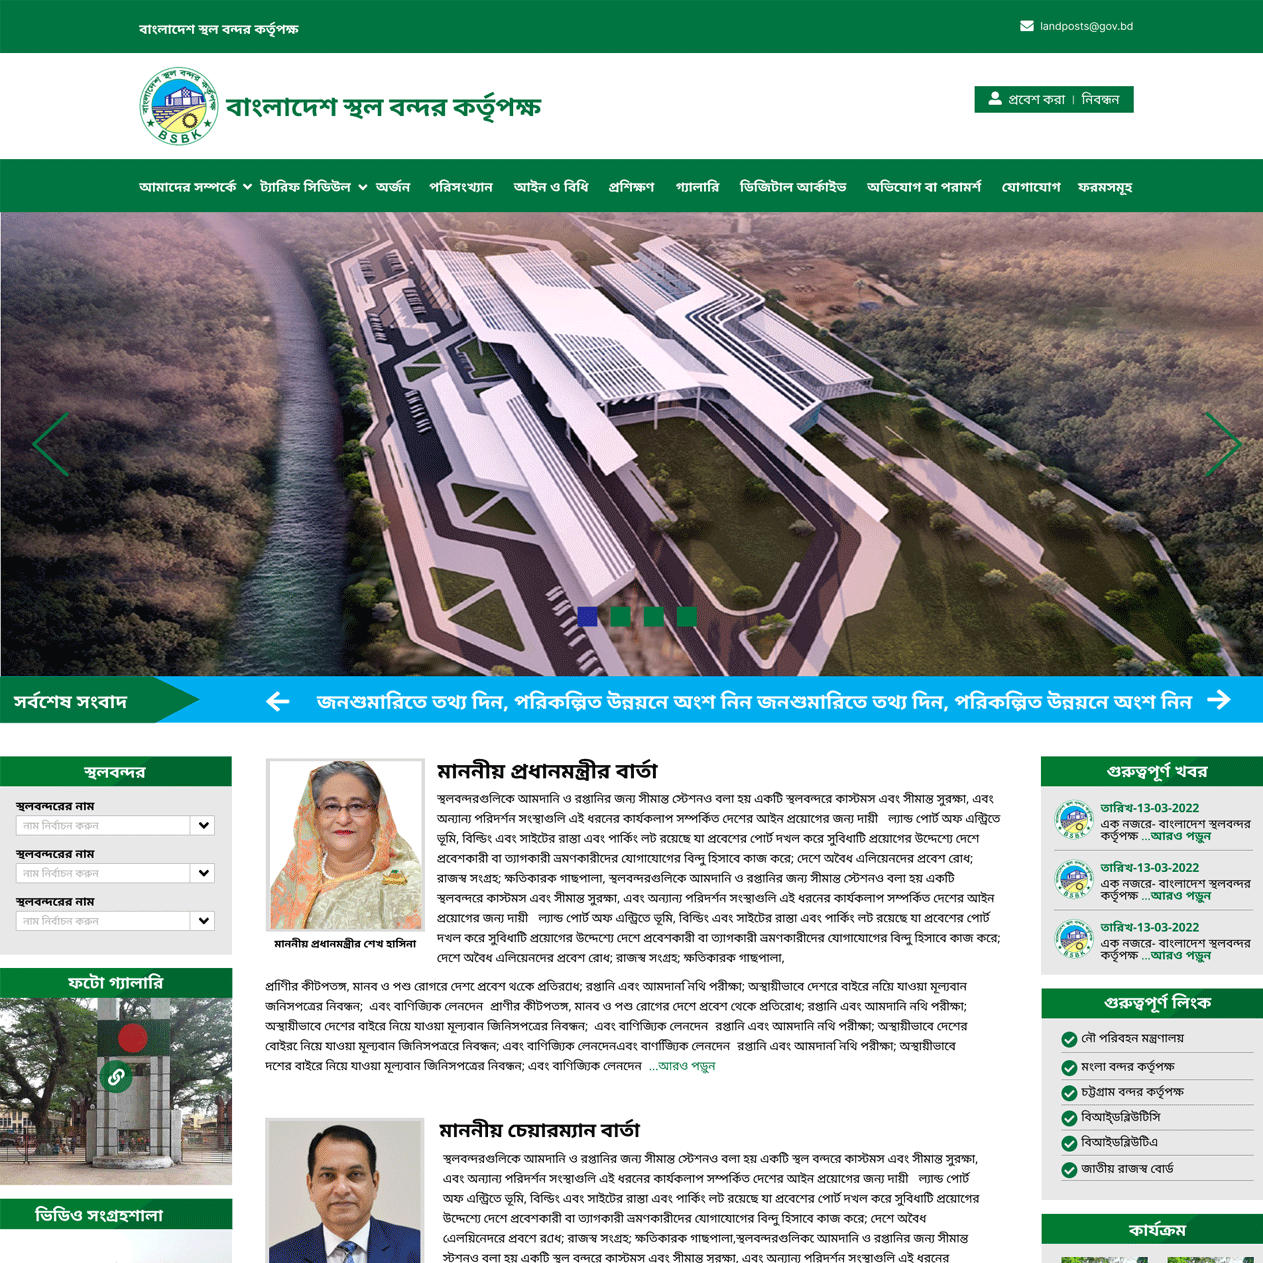 বাংলাদেশ স্থল বন্দর কর্তৃপক্ষ
landposts@gov.bd
বাংলাদেশ স্থল বন্দর কর্তৃপক্ষ
BSBK
বাংলাদেশ স্থল বন্দর কর্তৃপক্ষ
প্রবেশ করা | নিবন্ধন
আমাদের সম্পর্কে ট্যারিফ সিডিউল অর্জন পরিসংখ্যান আইন ও বিধি প্রশিক্ষণ গ্যালারি ডিজিটাল আর্কাইভ অভিযোগ বা পরামর্শ যোগাযোগ ফরমসমূহ
সর্বশেষ সংবাদ
জনশুমারিতে তথ্য দিন, পরিকল্পিত উন্নয়নে অংশ নিন জনশুমারিতে তথ্য দিন, পরিকল্পিত উন্নয়নে অংশ নিন
স্থলবন্দর
স্থলবন্দরের নাম
নাম নির্বাচন করুন
স্থলবন্দরের নাম
নাম নির্বাচন করুন
স্থলবন্দরের নাম
নাম নির্বাচন করুন
ফটো গ্যালারি
ভিডিও সংগ্রহশালা
মাননীয় প্রধানমন্ত্রীর বার্তা
স্থলবন্দরগুলিকে আমদানি ও রপ্তানির জন্য সীমান্ত স্টেশনও বলা হয় একটি স্থলবন্দরে কাস্টমস এবং সীমান্ত সুরক্ষা, এবং
অন্যান্য পরিদর্শন সংস্থাগুলি এই ধরনের কার্যকলাপ সম্পর্কিত দেশের আইন প্রয়োগের জন্য দায়ী ল্যান্ড পোর্ট অফ এন্ট্রিতে
ভূমি, বিল্ডিং এবং সাইটের রাস্তা এবং পার্কিং লট রয়েছে যা প্রবেশের পোর্ট দখল করে সুবিধাটি প্রয়োগের উদ্দেশ্যে দেশে
প্রবেশকারী বা ত্যাগকারী ভ্রমণকারীদের যোগাযোগের বিন্দু হিসাবে কাজ করে; দেশে অবৈধ এলিয়েনদের প্রবেশ রোধ;
রাজস্ব সংগ্রহ; ক্ষতিকারক গাছপালা, স্থলবন্দরগুলিকে আমদানি ও রপ্তানির জন্য সীমান্ত স্টেশনও বলা হয় একটি
স্থলবন্দরে কাস্টমস এবং সীমান্ত সুরক্ষা, এবং অন্যান্য পরিদর্শন সংস্থাগুলি এই ধরনের কার্যকলাপ সম্পর্কিত দেশের আইন
প্রয়োগের জন্য দায়ী ল্যান্ড পোর্ট অফ এন্ট্রিতে ভূমি, বিল্ডিং এবং সাইটের রাস্তা এবং পার্কিং লট রয়েছে যা প্রবেশের পোর্ট
দখল করে সুবিধাটি প্রয়োগের উদ্দেশ্যে দেশে প্রবেশকারী বা ত্যাগকারী ভ্রমণকারীদের যোগাযোগের বিন্দু হিসাবে কাজ করে;
দেশে অবৈধ এলিয়েনদের প্রবেশ রোধ; রাজস্ব সংগ্রহ; ক্ষতিকারক গাছপালা,
মাননীয় প্রধানমন্ত্রীর শেখ হাসিনা
প্রাণীর কীটপতঙ্গ, মানব ও পশু রোগের দেশে প্রবেশ থেকে প্রতিরোধ; রপ্তানি এবং আমদানি নথি পরীক্ষা; অস্থায়ীভাবে দেশের বাইরে নিয়ে যাওয়া মূল্যবান
জিনিসপত্রের নিবন্ধন; এবং বাণিজ্যিক লেনদেন প্রাণীর কীটপতঙ্গ, মানব ও পশু রোগের দেশে প্রবেশ থেকে প্রতিরোধ; রপ্তানি এবং আমদানি নথি পরীক্ষা;
অস্থায়ীভাবে দেশের বাইরে নিয়ে যাওয়া মূল্যবান জিনিসপত্রের নিবন্ধন; এবং বাণিজ্যিক লেনদেন রপ্তানি এবং আমদানি নথি পরীক্ষা; অস্থায়ীভাবে দেশের
বাইরে নিয়ে যাওয়া মূল্যবান জিনিসপত্রের নিবন্ধন; এবং বাণিজ্যিক লেনদেনএবং বাণিজ্যিক লেনদেন রপ্তানি এবং আমদানি নথি পরীক্ষা; অস্থায়ীভাবে
দশের বাইরে নিয়ে যাওয়া মূল্যবান জিনিসপত্রের নিবন্ধন; এবং বাণিজ্যিক লেনদেন ...আরও পড়ুন
মাননীয় চেয়ারম্যান বার্তা
স্থলবন্দরগুলিকে আমদানি ও রপ্তানির জন্য সীমান্ত স্টেশনও বলা হয় একটি স্থল বন্দরে কাস্টমস এবং সীমান্ত সুরক্ষা,
এবং অন্যান্য পরিদর্শন সংস্থাগুলি এই ধরনের কার্যকলাপ সম্পর্কিত দেশের আইন প্রয়োগের জন্য দায়ী ল্যান্ড পোর্ট
অফ এন্ট্রিতে ভূমি, বিল্ডিং এবং সাইটের রাস্তা এবং পার্কিং লট রয়েছে যা প্রবেশের পোর্ট দখল করে সুবিধাটি প্রয়োগের
উদ্দেশ্যে দেশে প্রবেশকারী বা ত্যাগকারী ভ্রমণকারীদের যোগাযোগের বিন্দু হিসাবে কাজ করে; দেশে অবৈধ
এলিয়েনদের প্রবেশ রোধ; রাজস্ব সংগ্রহ; ক্ষতিকারক গাছপালা,স্থলবন্দরগুলিকে আমদানি ও রপ্তানির জন্য সীমান্ত
স্টেশনও বলা হয় একটি স্থল বন্দরে কাস্টমস এবং সীমান্ত সুরক্ষা, এবং অন্যান্য পরিদর্শন সংস্থাগুলি এই ধরনের
গুরুত্বপূর্ণ খবর
তারিখ-13-03-2022
এক নজরে- বাংলাদেশ স্থলবন্দর
কর্তৃপক্ষ ...আরও পড়ুন
তারিখ-13-03-2022
এক নজরে- বাংলাদেশ স্থলবন্দর
কর্তৃপক্ষ ...আরও পড়ুন
তারিখ-13-03-2022
এক নজরে- বাংলাদেশ স্থলবন্দর
কর্তৃপক্ষ ...আরও পড়ুন
গুরুত্বপূর্ণ লিংক
নৌ পরিবহন মন্ত্রণালয়
মংলা বন্দর কর্তৃপক্ষ
চট্টগ্রাম বন্দর কর্তৃপক্ষ
বিআইডব্লিউটিসি
বিআইডব্লিউটিএ
জাতীয় রাজস্ব বোর্ড
কার্যক্রম